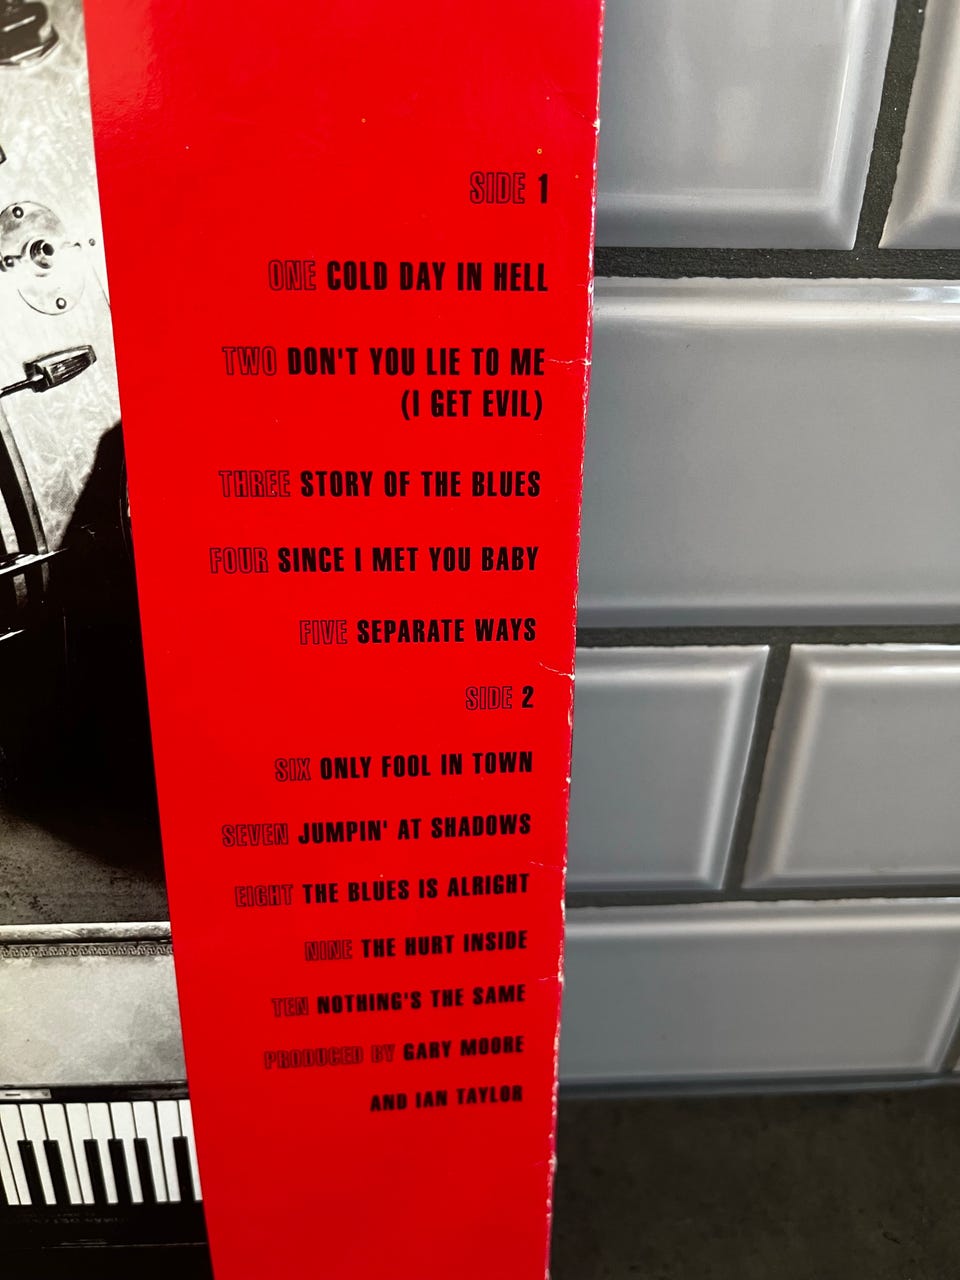 SIDE 1
ONE COLD DAY IN HELL
TWO DON'T YOU LIE TO ME
(I GET EVIL)
THREE STORY OF THE BLUES
FOUR SINCE I MET YOU BABY
FIVE SEPARATE WAYS
SIDE 2
SIX ONLY FOOL IN TOWN
SEVEN JUMPIN' AT SHADOWS
EIGHT THE BLUES IS ALRIGHT
NINE THE HURT INSIDE
TEN NOTHING'S THE SAME
PRODUCED BY GARY MOORE
AND IAN TAYLOR